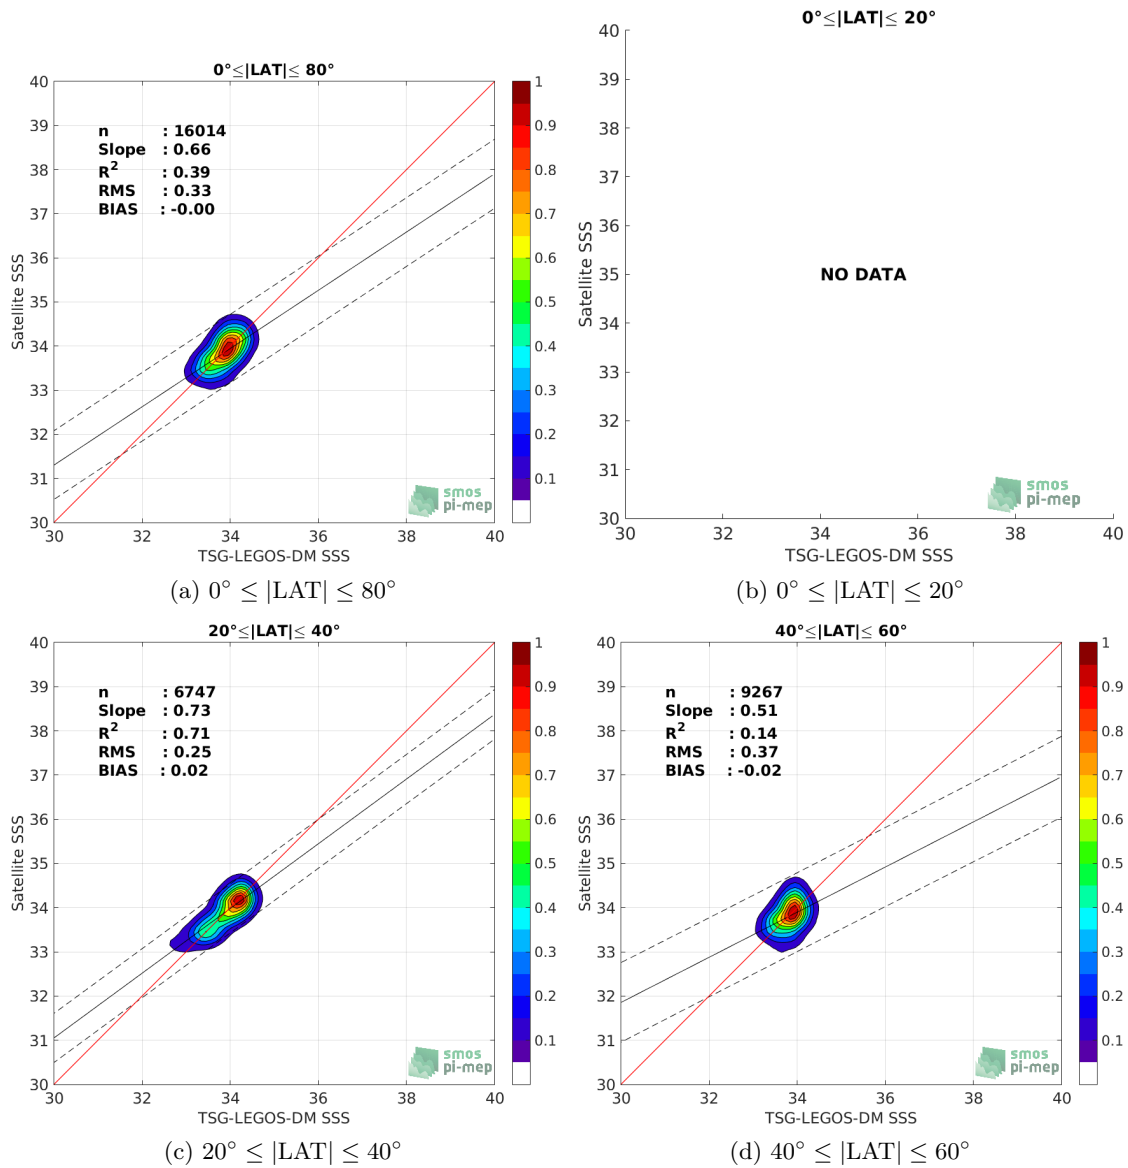 0°≤|LAT|≤ 80°
n : 16014
Slope : 0.66
R² : 0.39
RMS : 0.33
BIAS : -0.00
40
39
38
37
36
35
34
33
32
31
30
Satellite SSS
30 32 34 36 38 40
TSG-LEGOS-DM SSS
1
0.9
0.8
0.7
0.6
0.5
0.4
0.3
0.2
0.1
smos
pi-mep
(a) 0° ≤ |LAT| ≤ 80°
0°≤|LAT|≤ 20°
40
39
38
37
36
35
34
33
32
31
30
Satellite SSS
NO DATA
smos
pi-mep
30 32 34 36 38 40
TSG-LEGOS-DM SSS
(b) 0° ≤ |LAT| ≤ 20°
20°≤|LAT|≤ 40°
n : 6747
Slope : 0.73
R² : 0.71
RMS : 0.25
BIAS : 0.02
40
39
38
37
36
35
34
33
32
31
30
Satellite SSS
30 32 34 36 38 40
TSG-LEGOS-DM SSS
1
0.9
0.8
0.7
0.6
0.5
0.4
0.3
0.2
0.1
smos
pi-mep
(c) 20° ≤ |LAT| ≤ 40°
40°≤|LAT|≤ 60°
n : 9267
Slope : 0.51
R² : 0.14
RMS : 0.37
BIAS : -0.02
40
39
38
37
36
35
34
33
32
31
30
Satellite SSS
30 32 34 36 38 40
TSG-LEGOS-DM SSS
1
0.9
0.8
0.7
0.6
0.5
0.4
0.3
0.2
0.1
smos
pi-mep
(d) 40° ≤ |LAT| ≤ 60°